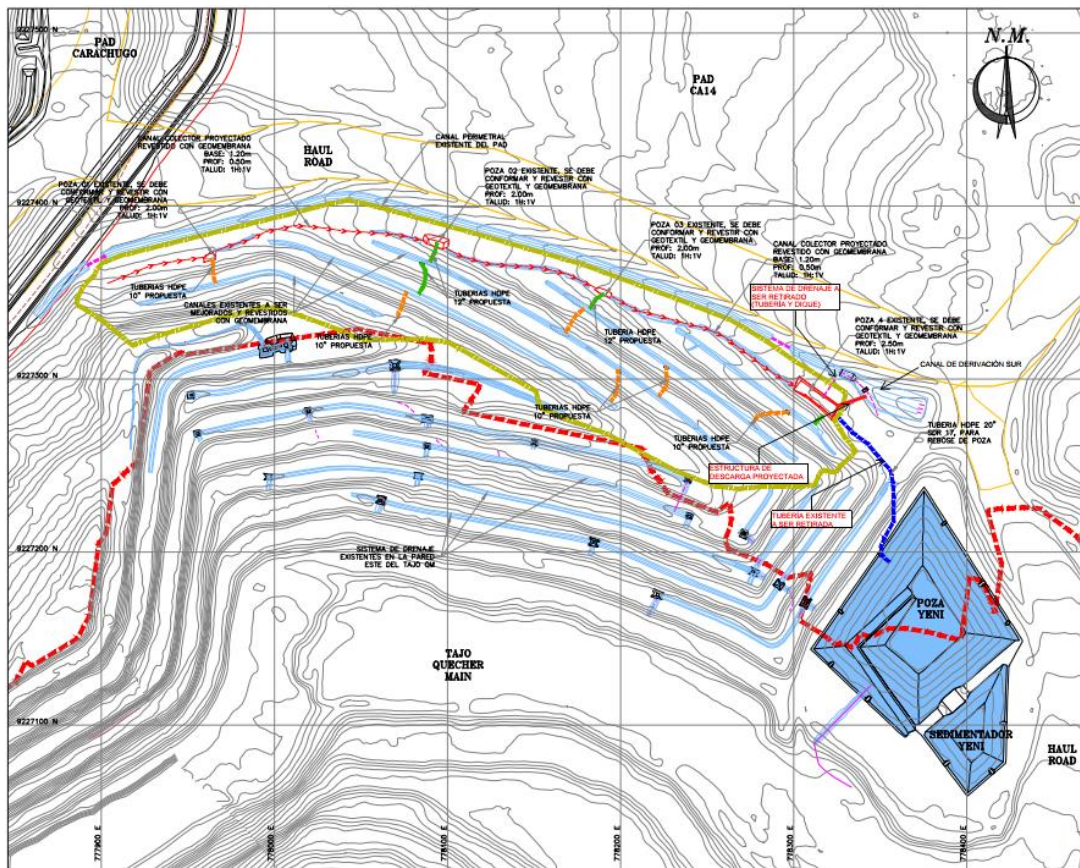 9227500 N
PAD
CARACHUGO
N.M.
PAD
CA14
CANAL COLECTOR PROYECTADO
REVESTIDO CON GEOMEMBRANA
BASE: 1.20m
PROF: 0.50m
TALUD: 1H:1V
HAUL
ROAD
CANAL PERIMETRAL
EXISTENTE DEL PAD
POZA 01 EXISTENTE, SE DEBE
CONFORMAR Y REVESTIR CON
GEOTEXTIL Y GEOMEMBRANA
PROF: 2.00m
TALUD: 1H:1V
POZA 02 EXISTENTE, SE DEBE
CONFORMAR Y REVESTIR CON
GEOTEXTIL Y GEOMEMBRANA
PROF: 2.00m
TALUD: 1H:1V
9227400 N
POZA 03 EXISTENTE, SE DEBE
CONFORMAR Y REVESTIR CON
GEOTEXTIL Y GEOMEMBRANA
PROF: 2.00m
TALUD: 1H:1V
CANAL COLECTOR PROYECTADO
REVESTIDO CON GEOMEMBRANA
BASE: 1.20m
PROF: 0.50m
TALUD: 1H:1V
SISTEMA DE DRENAJE A
SER RETIRADO
(TUBERÍA Y DIQUE)
TUBERIAS HDPE
10" PROPUESTA
CANALES EXISTENTES A SER
MEJORADOS Y REVESTIDOS
CON GEOMEMBRANA
TUBERIAS HDPE
12" PROPUESTA
POZA 4 EXISTENTE, SE DEBE
CONFORMAR Y REVESTIR CON
GEOTEXTIL Y GEOMEMBRANA
PROF: 2.50m
TALUD: 1H:1V
TUBERIAS HDPE
10" PROPUESTA
TUBERIA HDPE
12" PROPUESTA
CANAL DE DERIVACIÓN SUR
9227300 N
TUBERIAS HDPE
10" PROPUESTA
TUBERIA HDPE 20"
SDR 17, PARA
REBOSE DE POZA
TUBERIAS HDPE
10" PROPUESTA
ESTRUCTURA DE
DESCARGA PROYECTADA
TUBERÍA EXISTENTE
A SER RETIRADA
9227200 N
SISTEMA DE DRENAJE
EXISTENTES EN LA PARED
ESTE DEL TAJO QM
POZA
YENI
TAJO
QUECHER
MAIN
9227100 N
SEDIMENTADOR
YENI
HAUL
ROAD
777900 E
778000 E
778100 E
778200 E
778300 E
778400 E